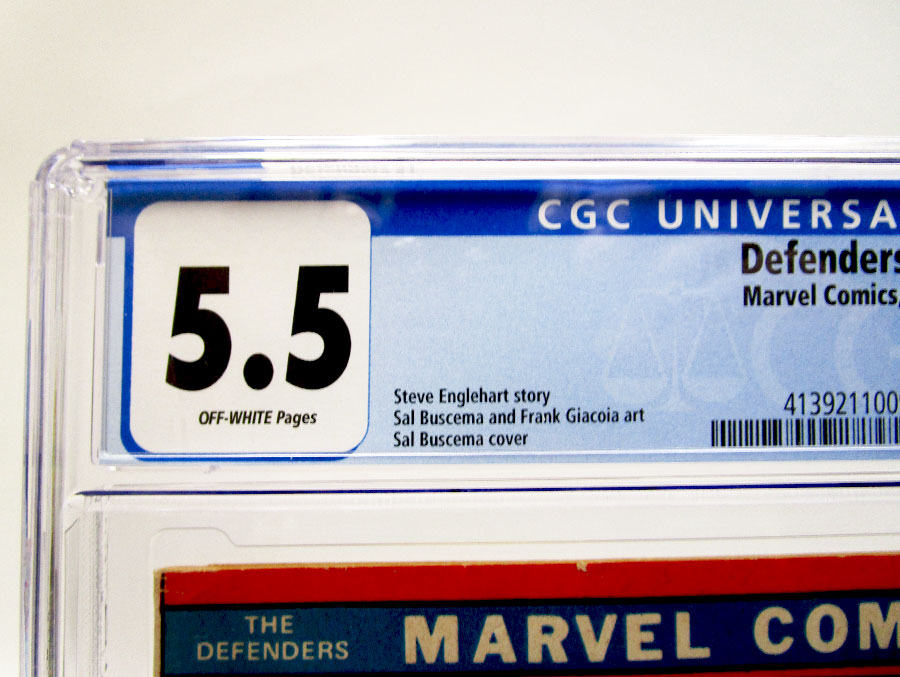 CGC UNIVERSA
5.5
OFF-WHITE Pages
Defenders
Marvel Comics,
Steve Englehart story
Sal Buscema and Frank Giacoia art
Sal Buscema cover
413921100
THE
DEFENDERS
MARVEL COM